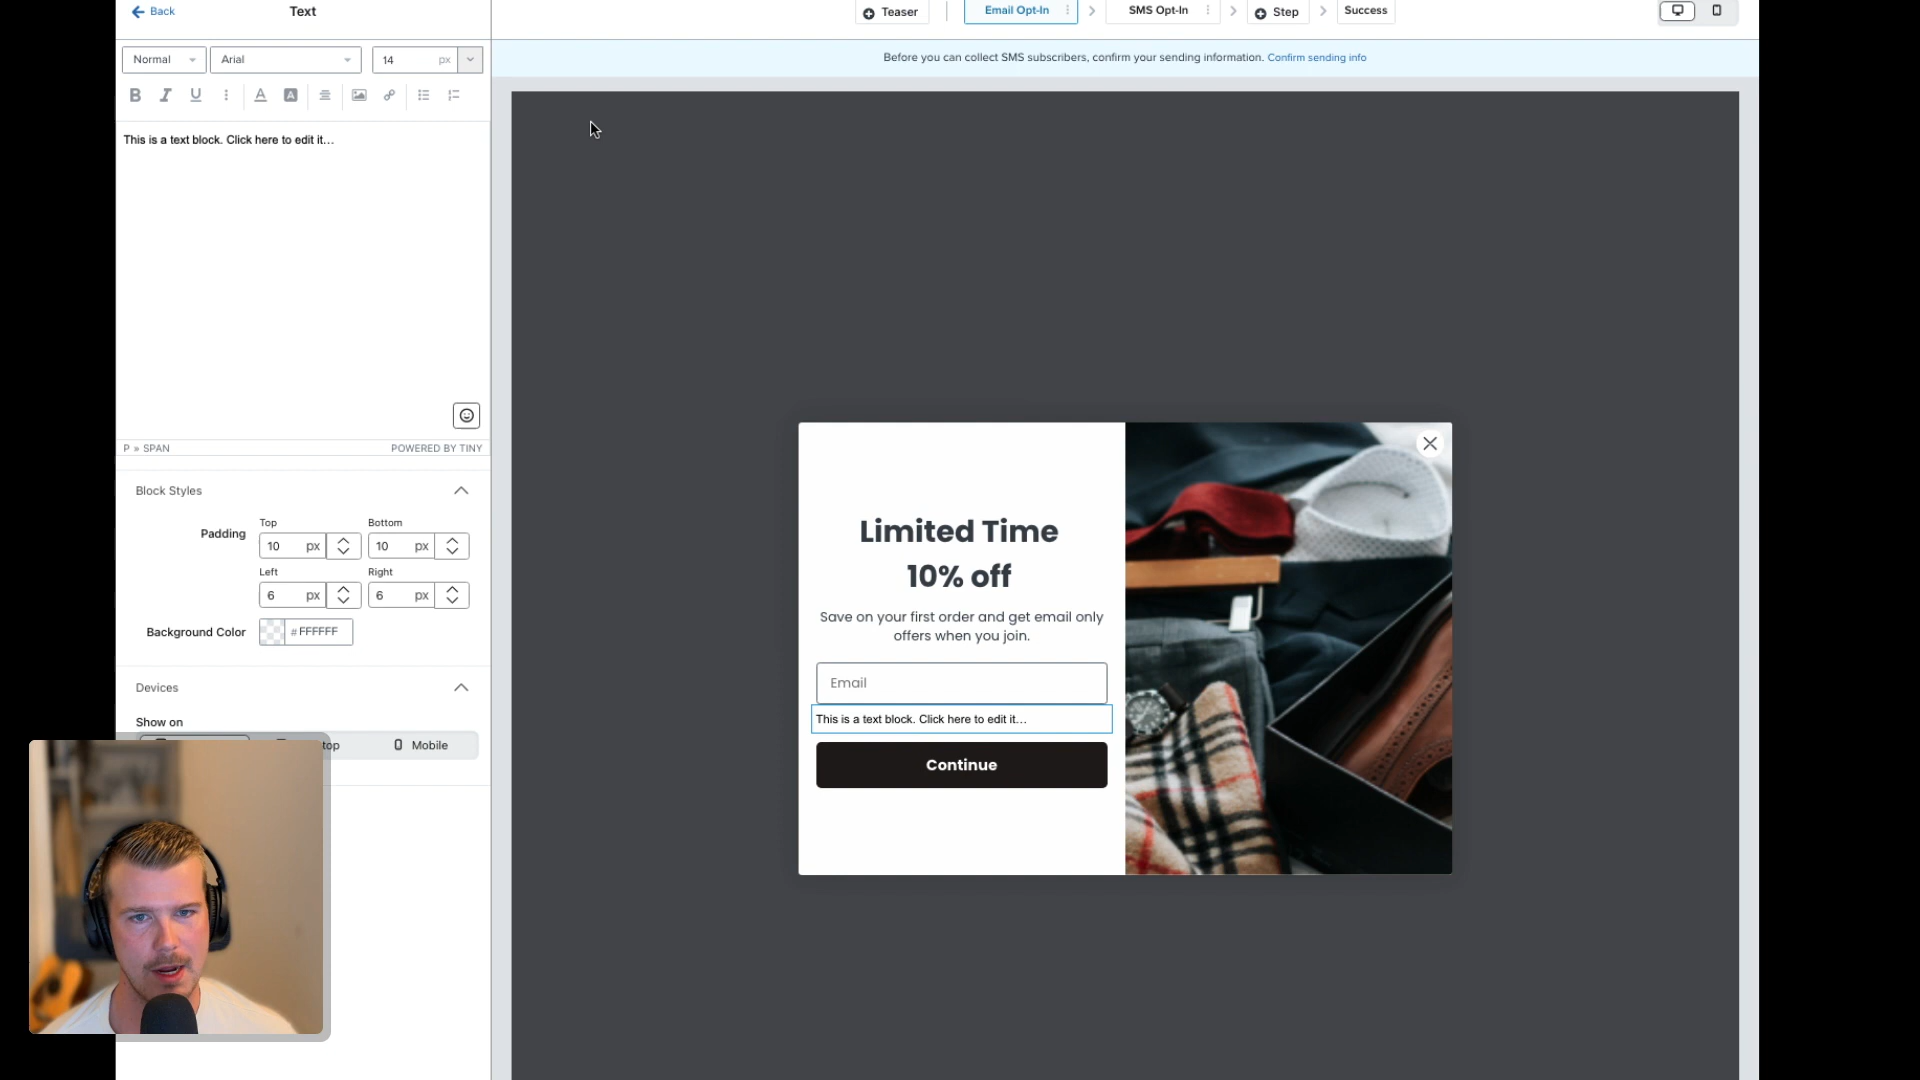 Back
Text
Teaser
Email Opt-In
SMS Opt-In
Step
Success
Before you can collect SMS subscribers, confirm your sending information. Confirm sending info
Normal
Arial
14 px
B I U A A
This is a text block. Click here to edit it...
P » SPAN
POWERED BY TINY
Block Styles
Padding
Top
Bottom
10 px
10 px
Left
Right
6 px
6 px
Background Color
# FFFFFF
Devices
Show on
top
Mobile
Limited Time
10% off
Save on your first order and get email only
offers when you join.
Email
This is a text block. Click here to edit it...
Continue